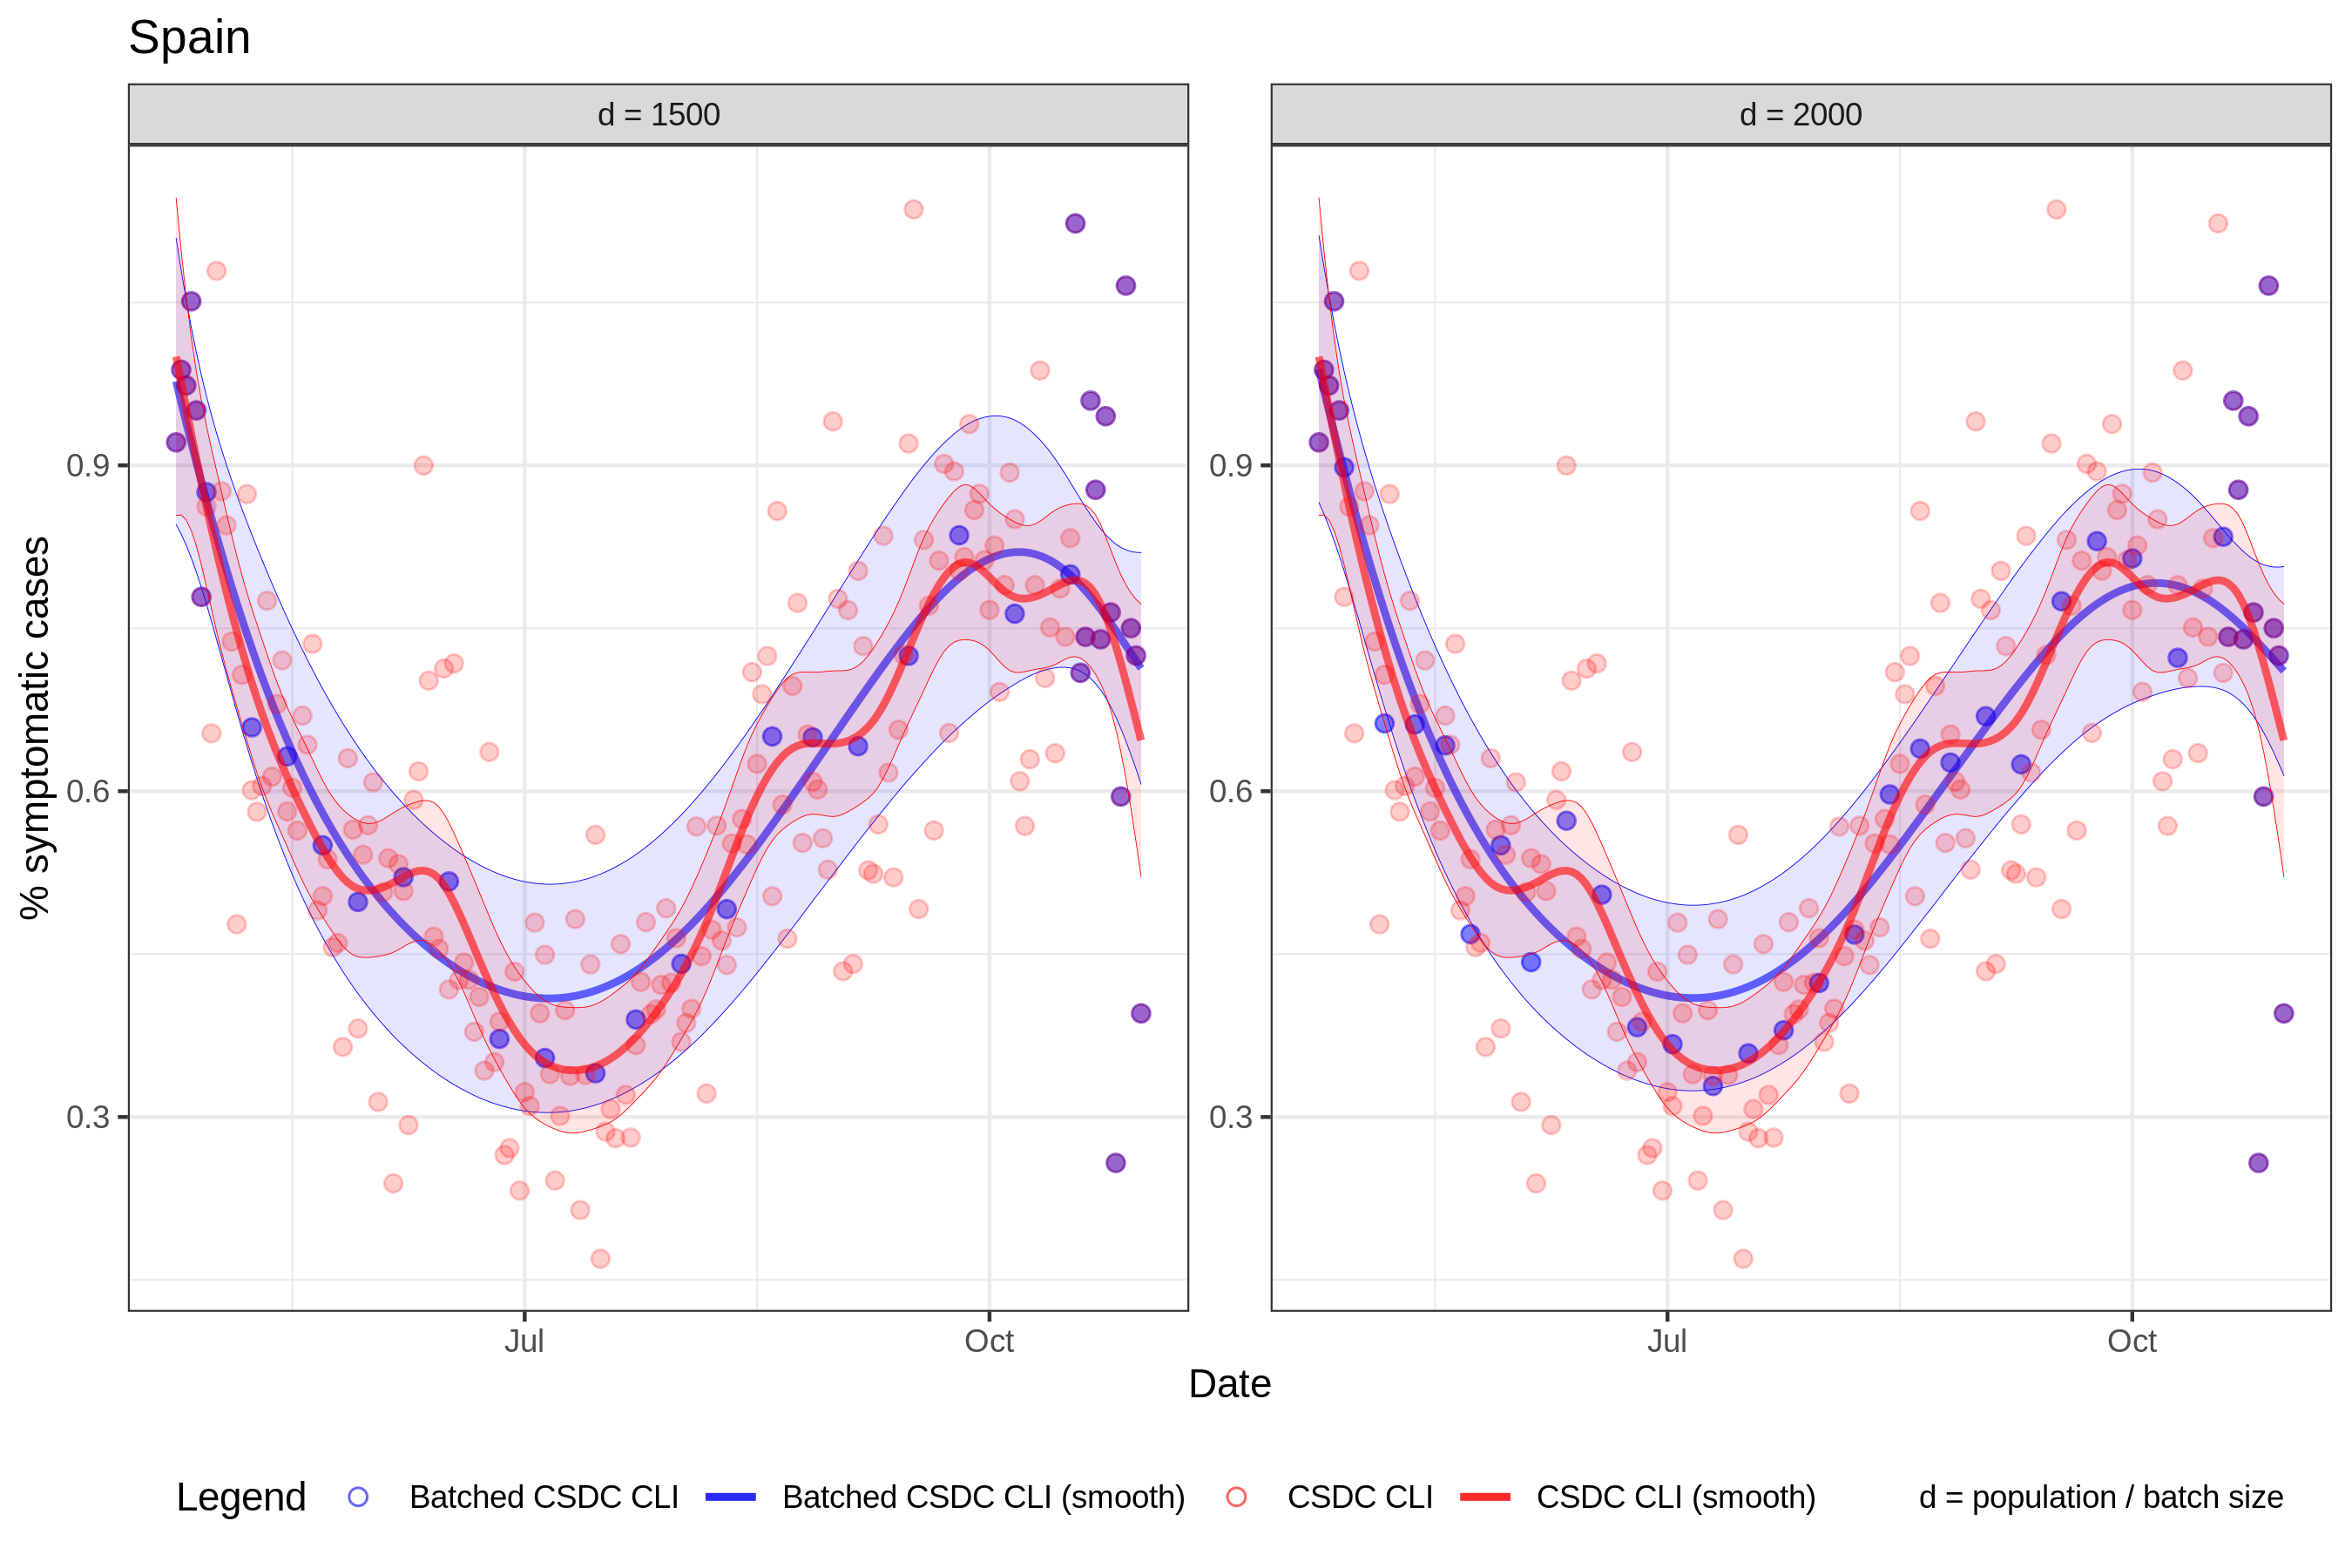 Spain
d = 1500
d = 2000
% symptomatic cases
0.9
0.6
0.3
0.9
0.6
0.3
Jul
Oct
Jul
Oct
Date
Legend
Batched CSDC CLI
Batched CSDC CLI (smooth)
CSDC CLI
CSDC CLI (smooth)
d = population / batch size